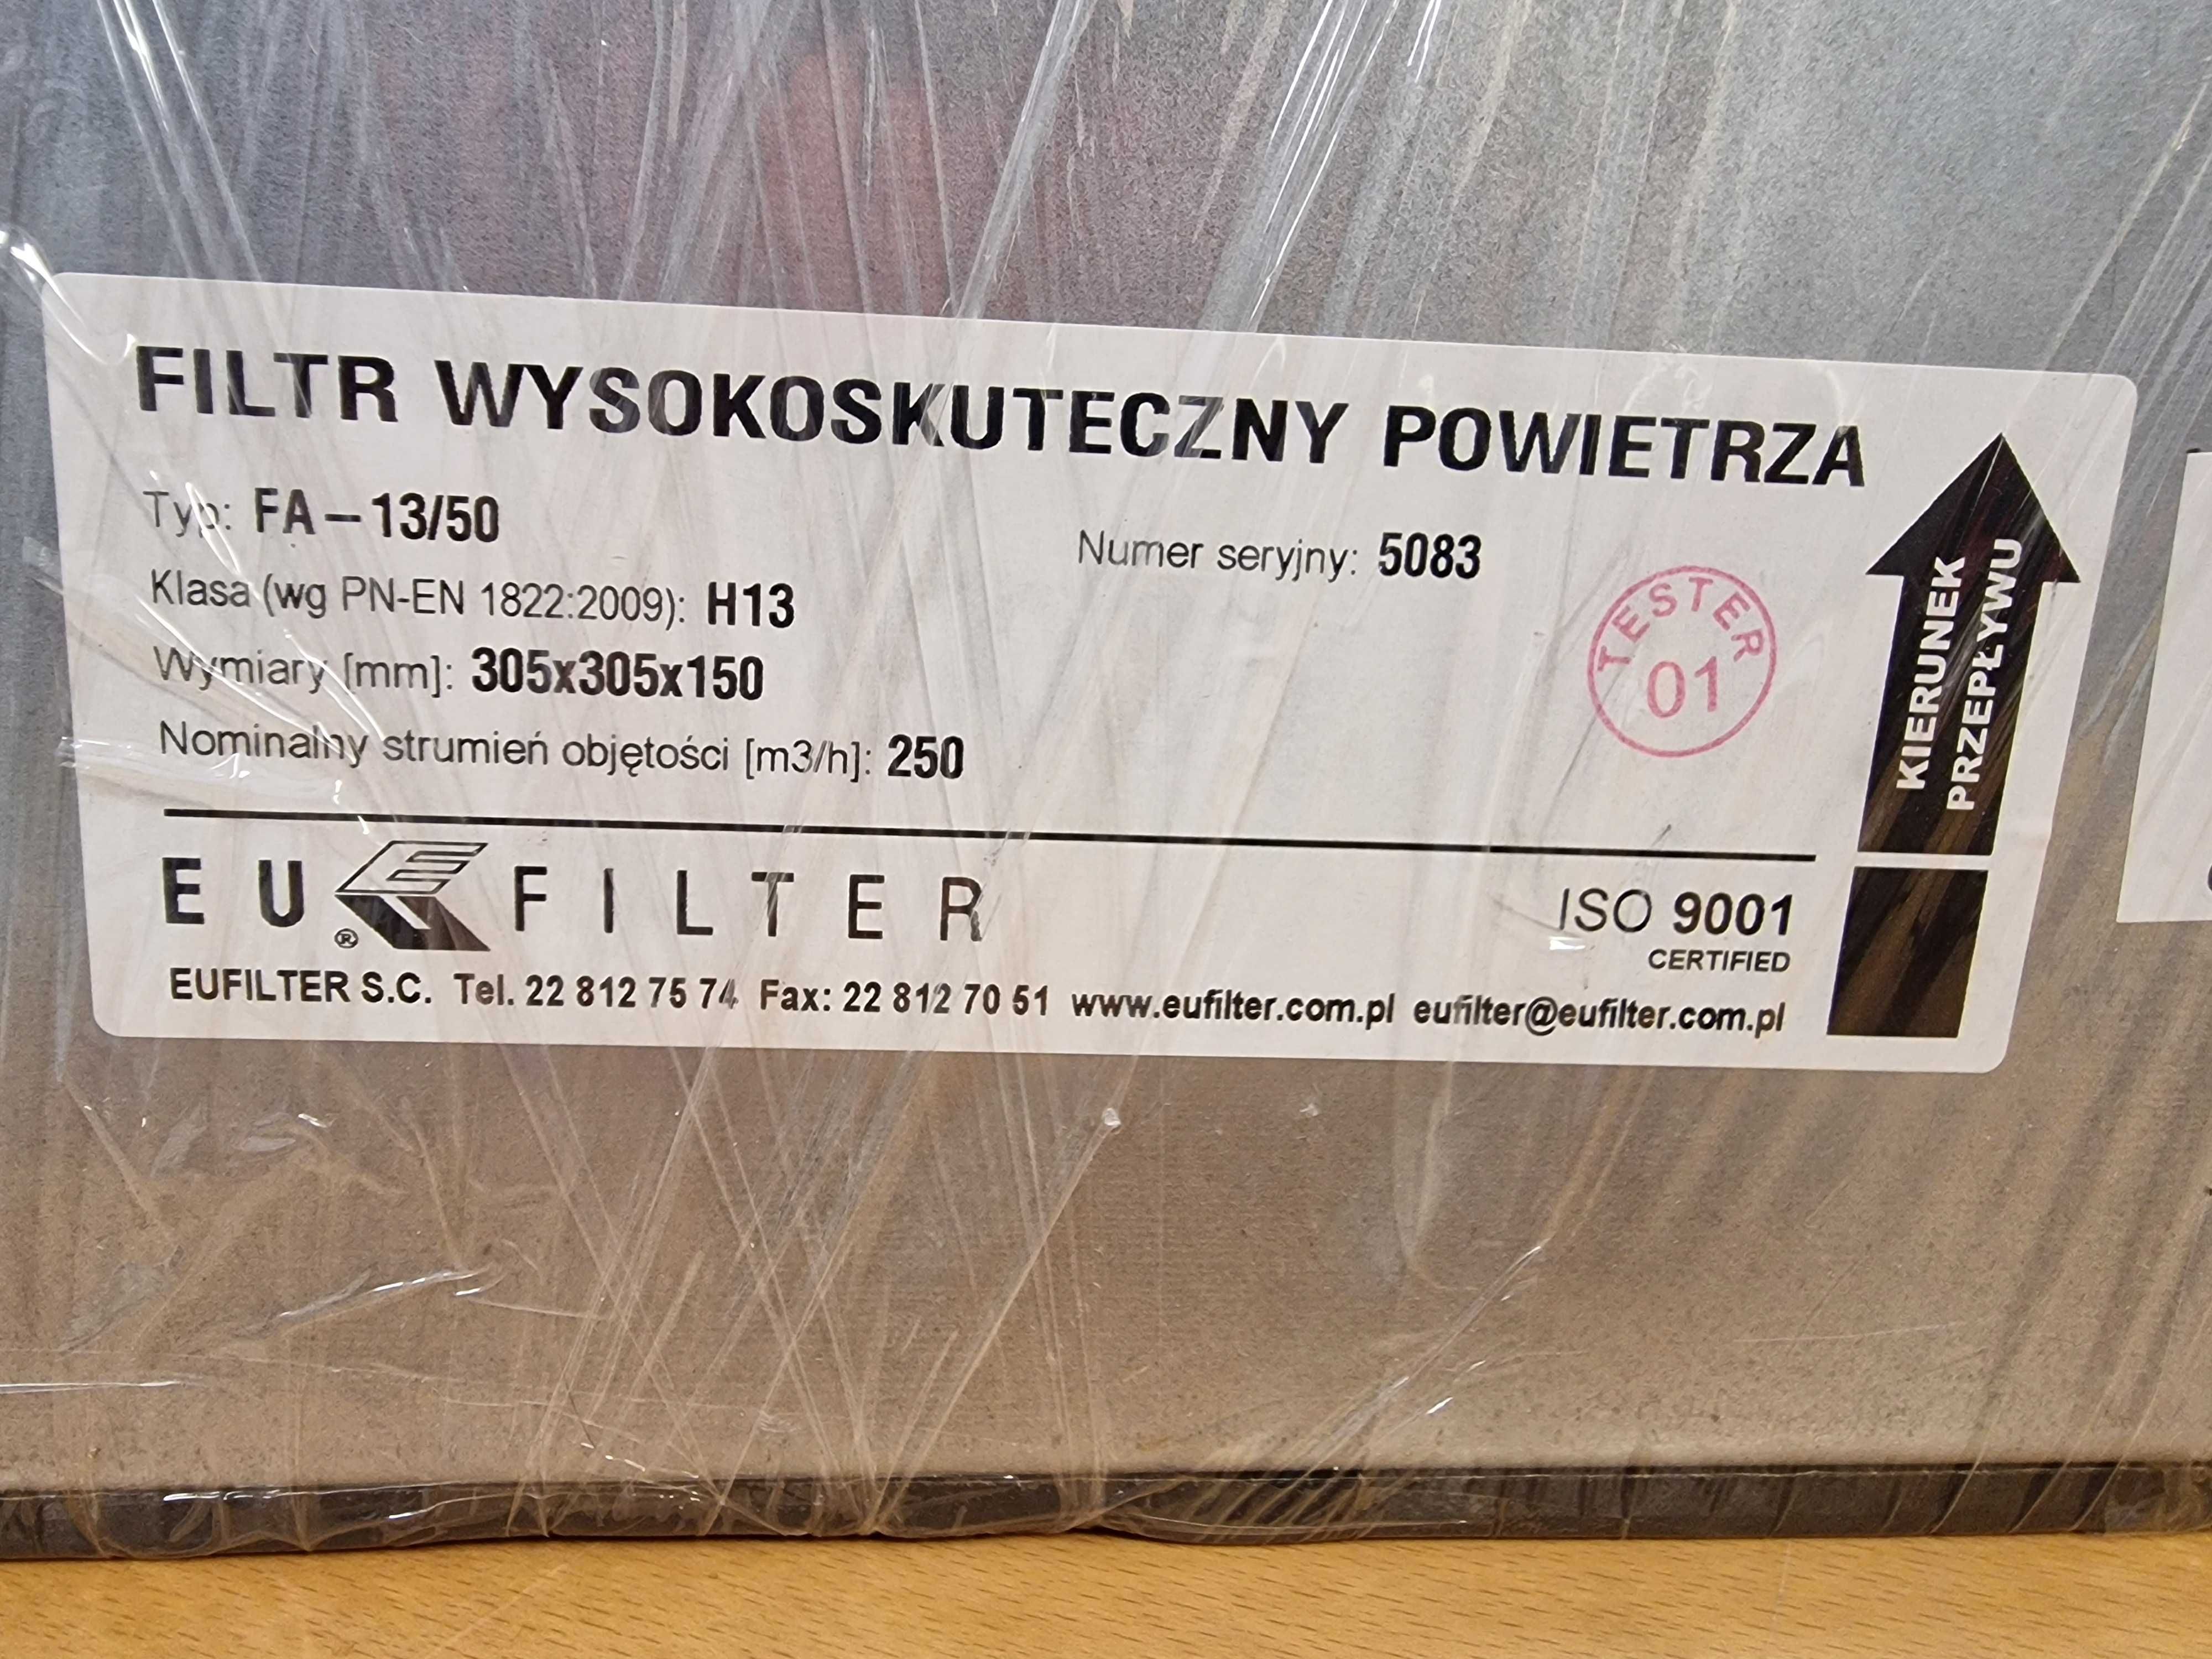 FILTR WYSOKOSKUTECZNY POWIETRZA
Typ: FA – 13/50
Numer seryjny: 5083
Klasa (wg PN-EN 1822:2009): H13
Wymiary [mm]: 305x305x150
Nominalny strumień objętości [m3/h]: 250
TESTER
01
KIERUNEK
PRZEPŁYWU
EU FILTER
®
ISO 9001
CERTIFIED
EUFILTER S.C. Tel. 22 812 75 74 Fax: 22 812 70 51 www.eufilter.com.pl eufilter@eufilter.com.pl